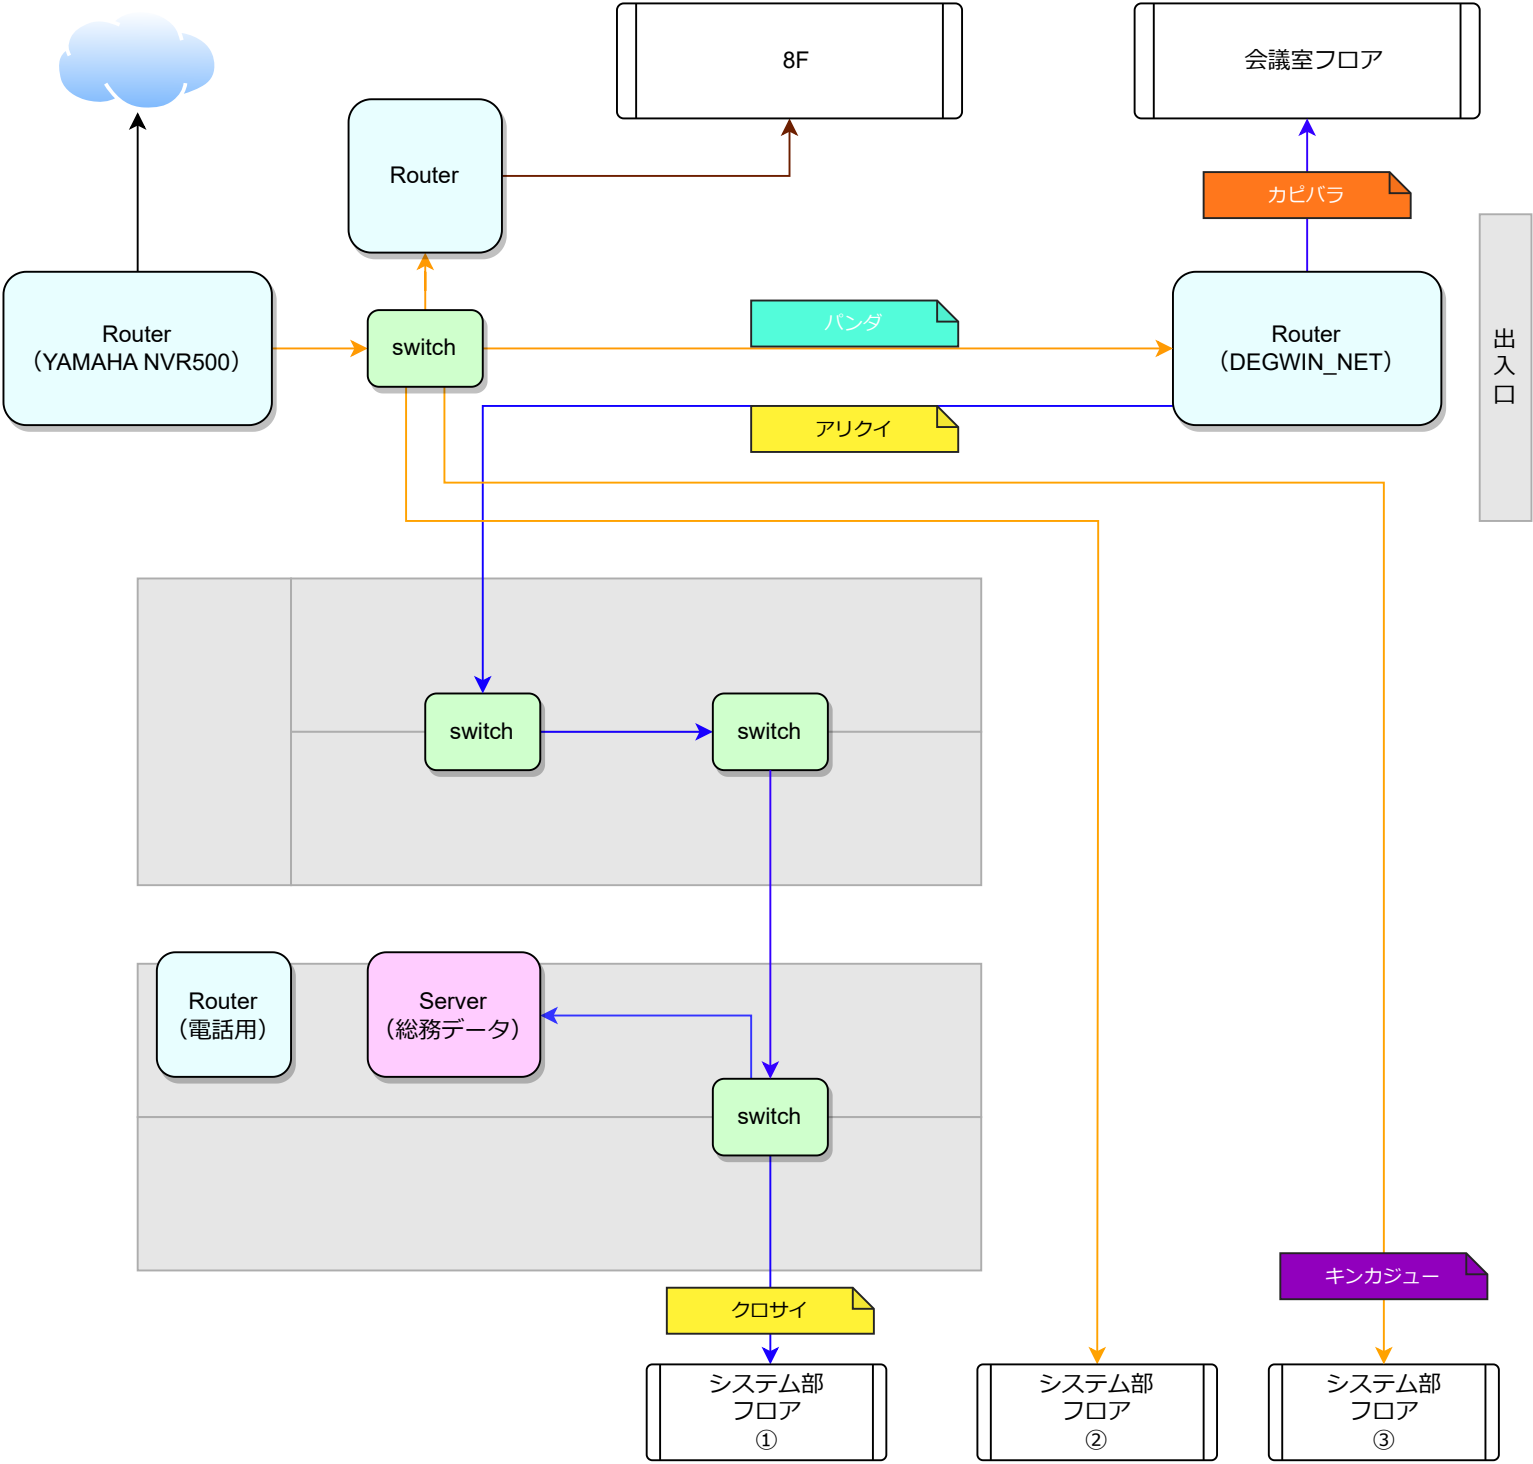 8F
会議室フロア
Router
カピバラ
Router
（YAMAHA NVR500）
switch
パンダ
Router
（DEGWIN_NET）
出
入
口
アリクイ
switch
switch
Router
（電話用）
Server
（総務データ）
switch
キンカジュー
クロサイ
システム部
フロア
①
システム部
フロア
②
システム部
フロア
③